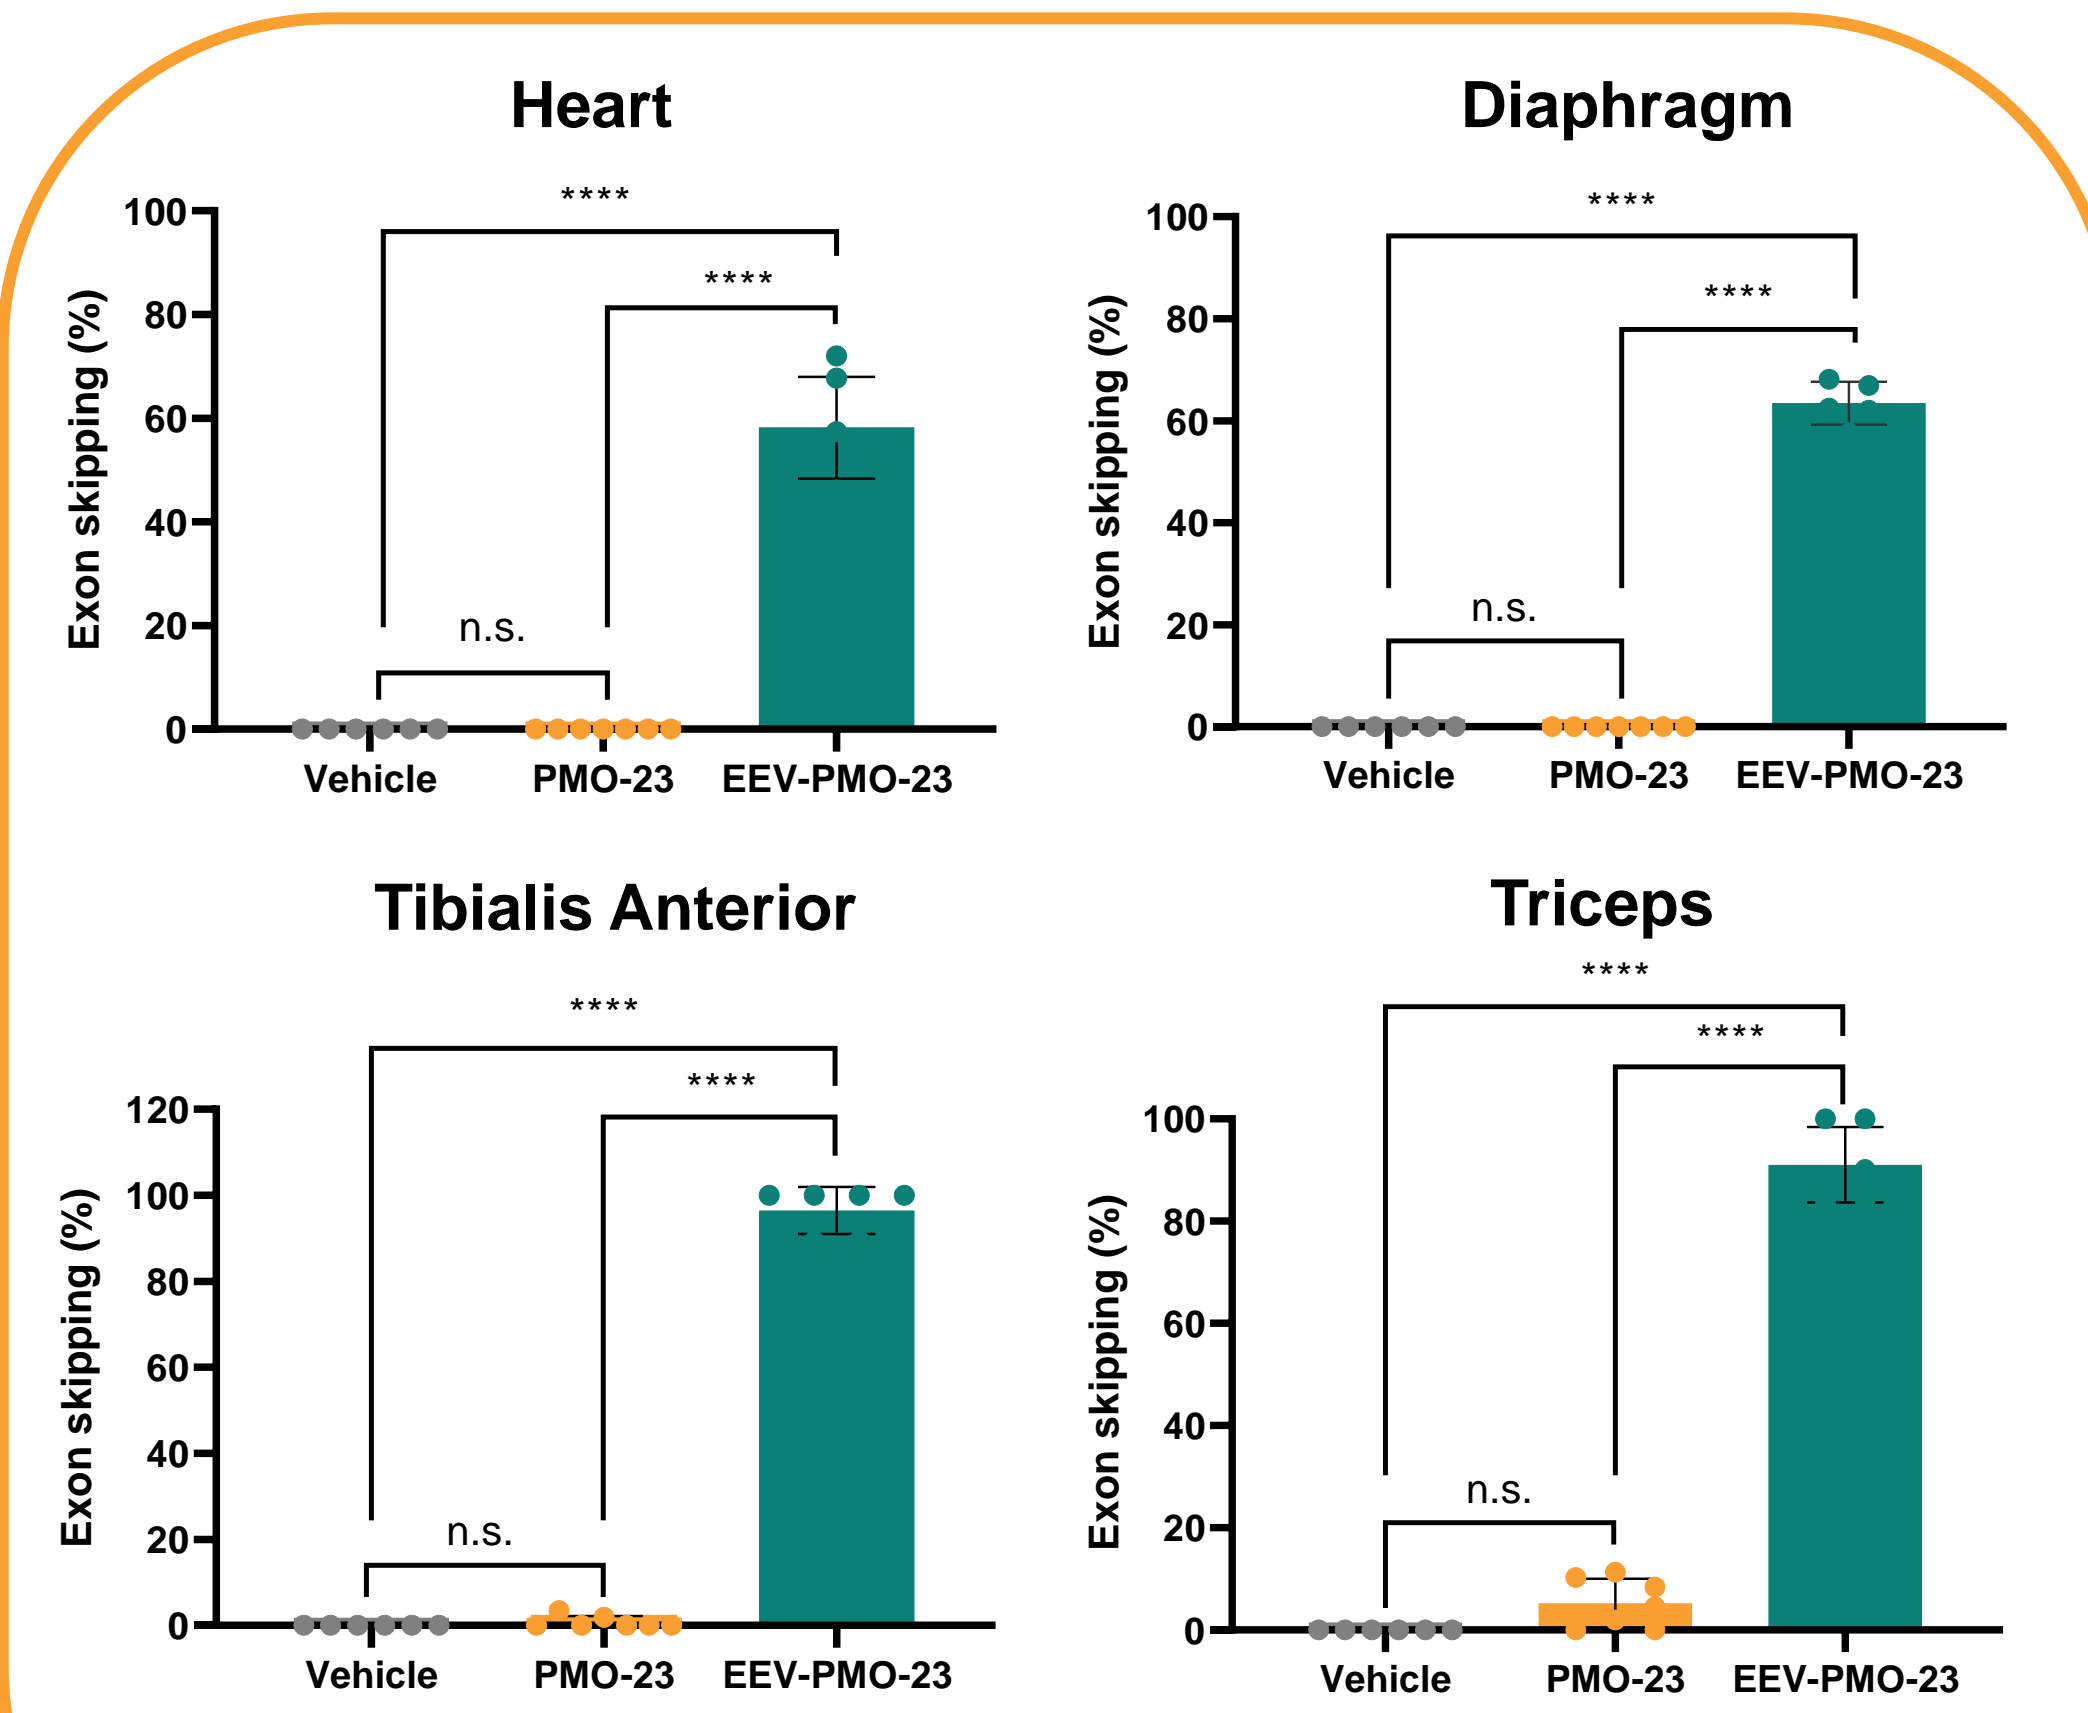 Heart
****
****
n.s.
Exon skipping (%)
100
80
60
40
20
0
Vehicle PMO-23 EEV-PMO-23
Diaphragm
****
****
n.s.
Exon skipping (%)
100
80
60
40
20
0
Vehicle PMO-23 EEV-PMO-23
Tibialis Anterior
****
****
n.s.
Exon skipping (%)
120
100
80
60
40
20
0
Vehicle PMO-23 EEV-PMO-23
Triceps
****
****
n.s.
Exon skipping (%)
100
80
60
40
20
0
Vehicle PMO-23 EEV-PMO-23